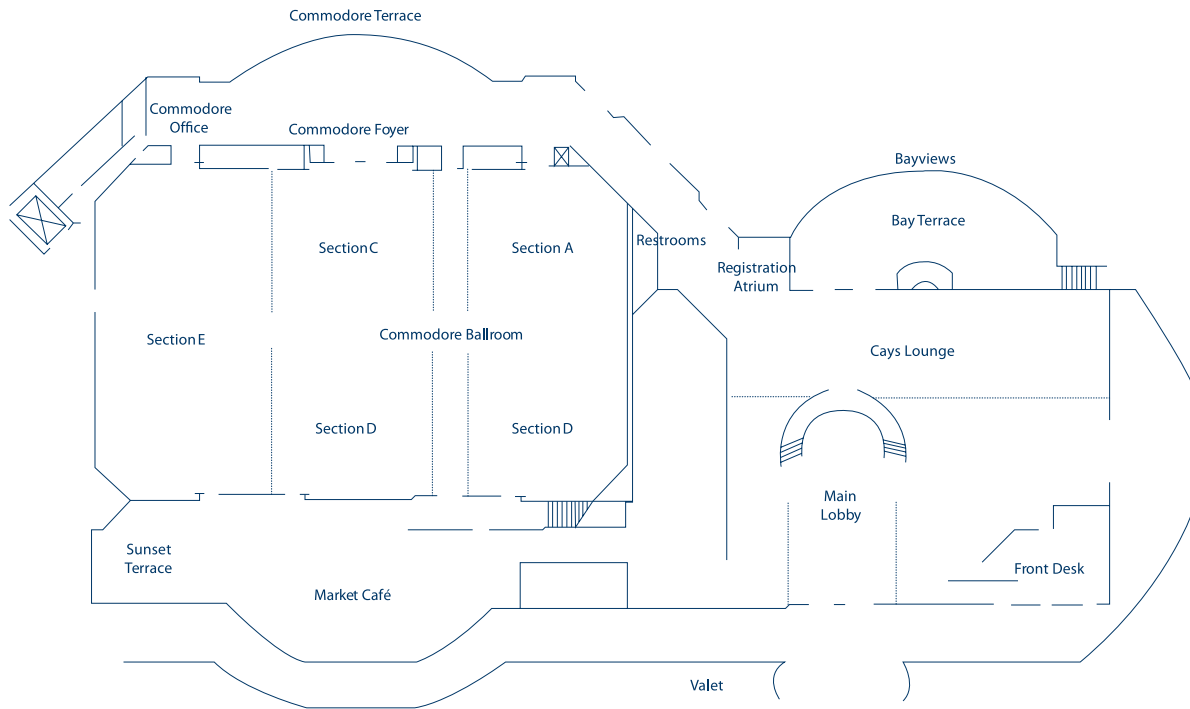 Commodore Terrace
Commodore
Office
Commodore Foyer
Bayviews
Bay Terrace
Restrooms
Section C
Section A
Registration
Atrium
Section E
Commodore Ballroom
Cays Lounge
Section D
Section D
Main
Lobby
Sunset
Terrace
Front Desk
Market Café
Valet